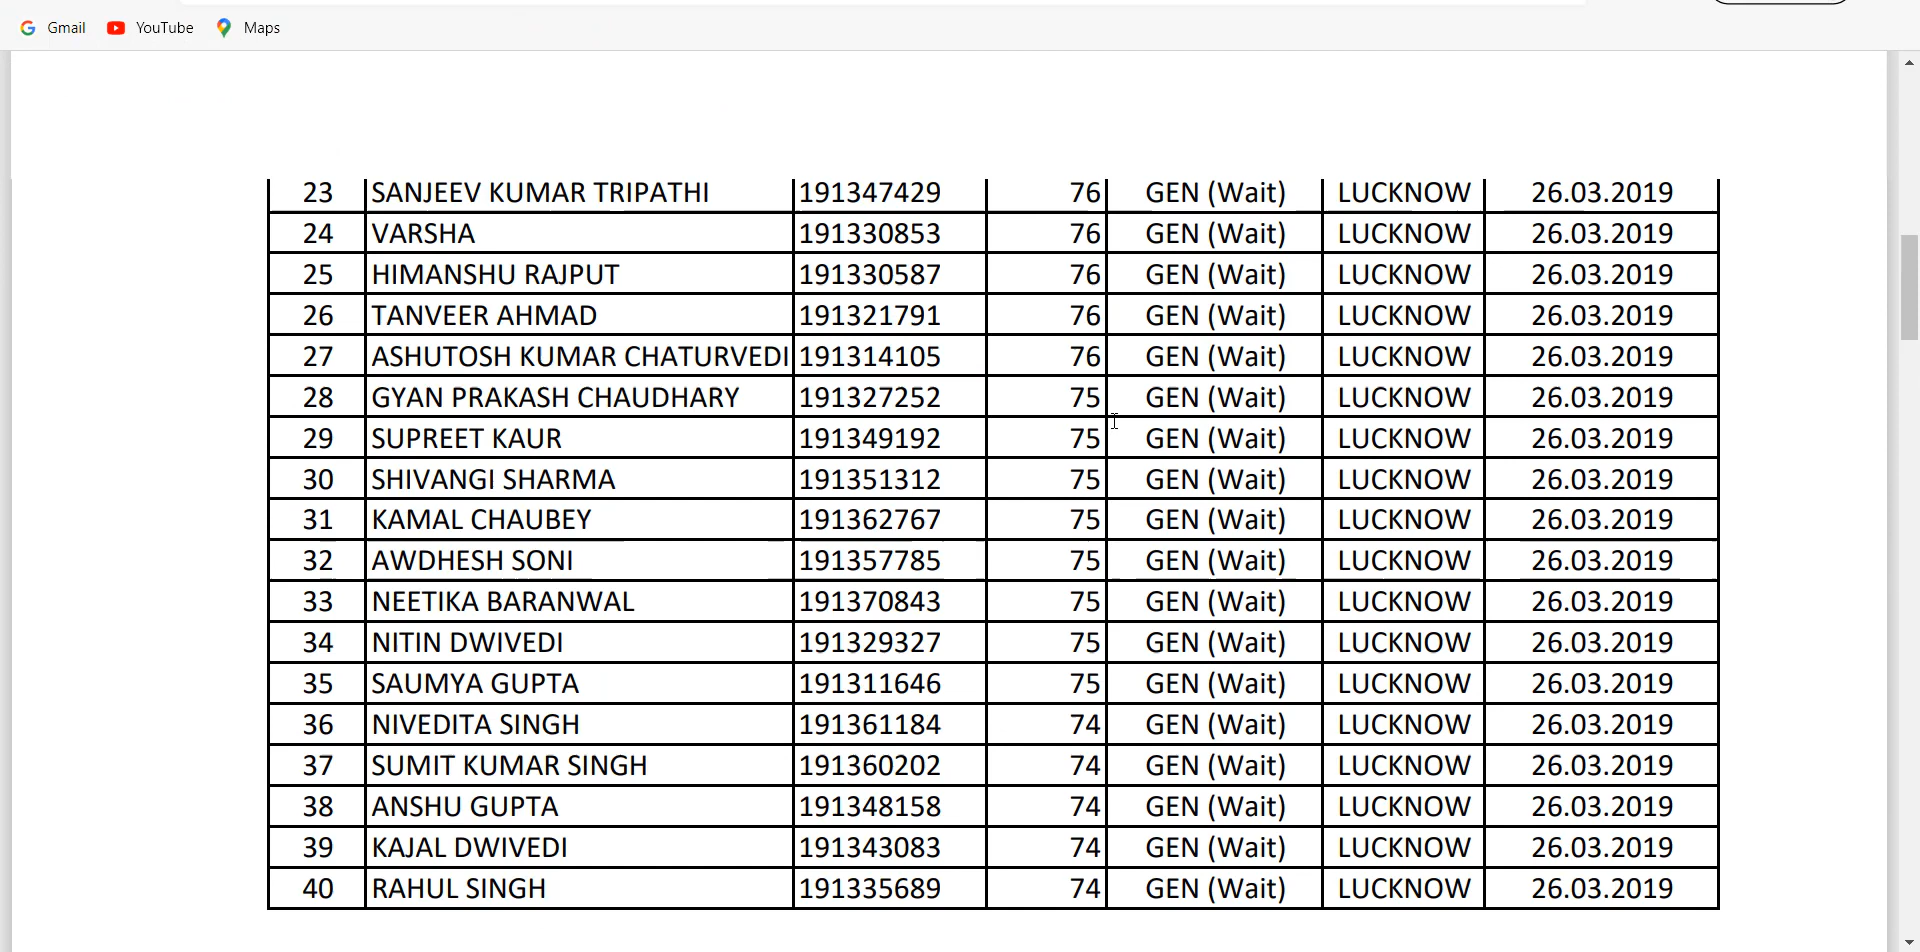 Gmail YouTube Maps
23 SANJEEV KUMAR TRIPATHI 191347429 76 GEN (Wait) LUCKNOW 26.03.2019
24 VARSHA 191330853 76 GEN (Wait) LUCKNOW 26.03.2019
25 HIMANSHU RAJPUT 191330587 76 GEN (Wait) LUCKNOW 26.03.2019
26 TANVEER AHMAD 191321791 76 GEN (Wait) LUCKNOW 26.03.2019
27 ASHUTOSH KUMAR CHATURVEDI 191314105 76 GEN (Wait) LUCKNOW 26.03.2019
28 GYAN PRAKASH CHAUDHARY 191327252 75 GEN (Wait) LUCKNOW 26.03.2019
29 SUPREET KAUR 191349192 75 GEN (Wait) LUCKNOW 26.03.2019
30 SHIVANGI SHARMA 191351312 75 GEN (Wait) LUCKNOW 26.03.2019
31 KAMAL CHAUBEY 191362767 75 GEN (Wait) LUCKNOW 26.03.2019
32 AWDHESH SONI 191357785 75 GEN (Wait) LUCKNOW 26.03.2019
33 NEETIKA BARANWAL 191370843 75 GEN (Wait) LUCKNOW 26.03.2019
34 NITIN DWIVEDI 191329327 75 GEN (Wait) LUCKNOW 26.03.2019
35 SAUMYA GUPTA 191311646 75 GEN (Wait) LUCKNOW 26.03.2019
36 NIVEDITA SINGH 191361184 74 GEN (Wait) LUCKNOW 26.03.2019
37 SUMIT KUMAR SINGH 191360202 74 GEN (Wait) LUCKNOW 26.03.2019
38 ANSHU GUPTA 191348158 74 GEN (Wait) LUCKNOW 26.03.2019
39 KAJAL DWIVEDI 191343083 74 GEN (Wait) LUCKNOW 26.03.2019
40 RAHUL SINGH 191335689 74 GEN (Wait) LUCKNOW 26.03.2019